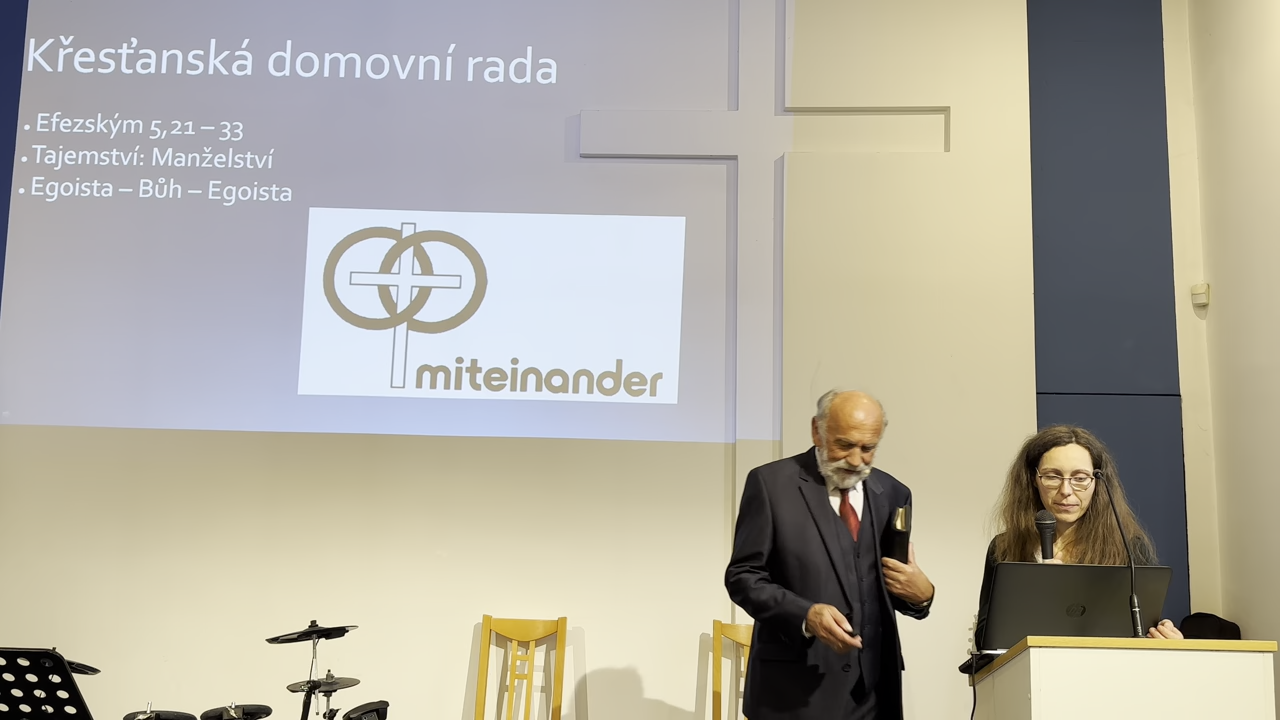 Křesťanská domovní rada
• Efezským 5,21 – 33
• Tajemství: Manželství
• Egoista – Bůh – Egoista
miteinander